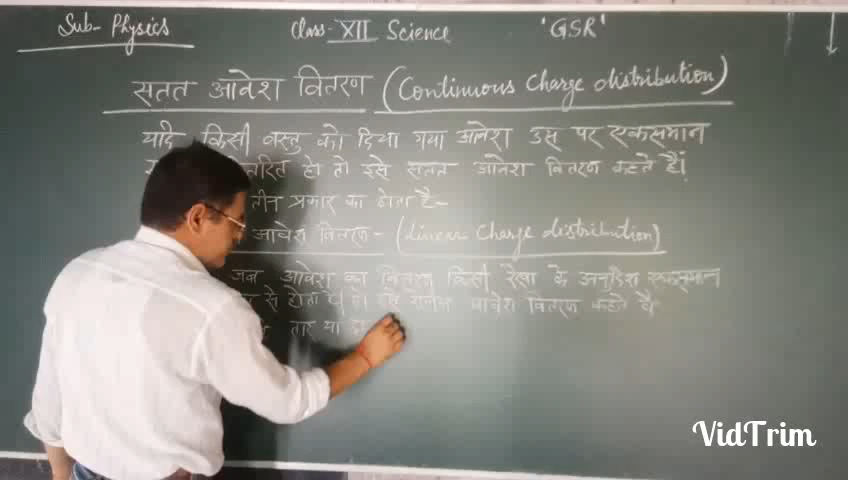 Sub- Physics Class- XII Science 'GSR'
सतत आवेश वितरण (Continuous Charge distribution)
यदि किसी वस्तु को दिया गया आवेश उस पर एकसमान
वितरित हो तो इसे सतत आवेश वितरण कहते हैं।
तीन प्रकार का होता है-
आवेश वितरण- (Linear Charge distribution)
जब आवेश का वितरण किसी रेखा के अनुदिश एकसमान
से होता है। तो इसे रेखीय आवेश वितरण कहते हैं
तार या
VidTrim